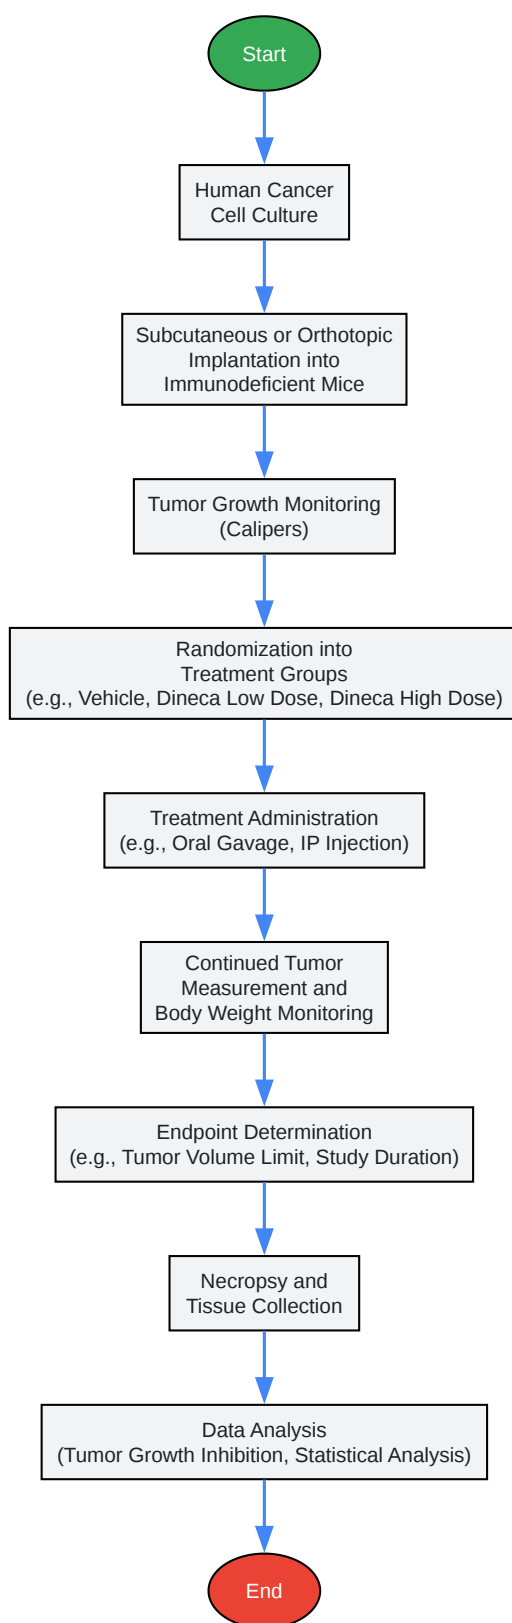 Start
Human Cancer
Cell Culture
Subcutaneous or Orthotopic
Implantation into
Immunodeficient Mice
Tumor Growth Monitoring
(Calipers)
Randomization into
Treatment Groups
(e.g., Vehicle, Dineca Low Dose, Dineca High Dose)
Treatment Administration
(e.g., Oral Gavage, IP Injection)
Continued Tumor
Measurement and
Body Weight Monitoring
Endpoint Determination
(e.g., Tumor Volume Limit, Study Duration)
Necropsy and
Tissue Collection
Data Analysis
(Tumor Growth Inhibition, Statistical Analysis)
End